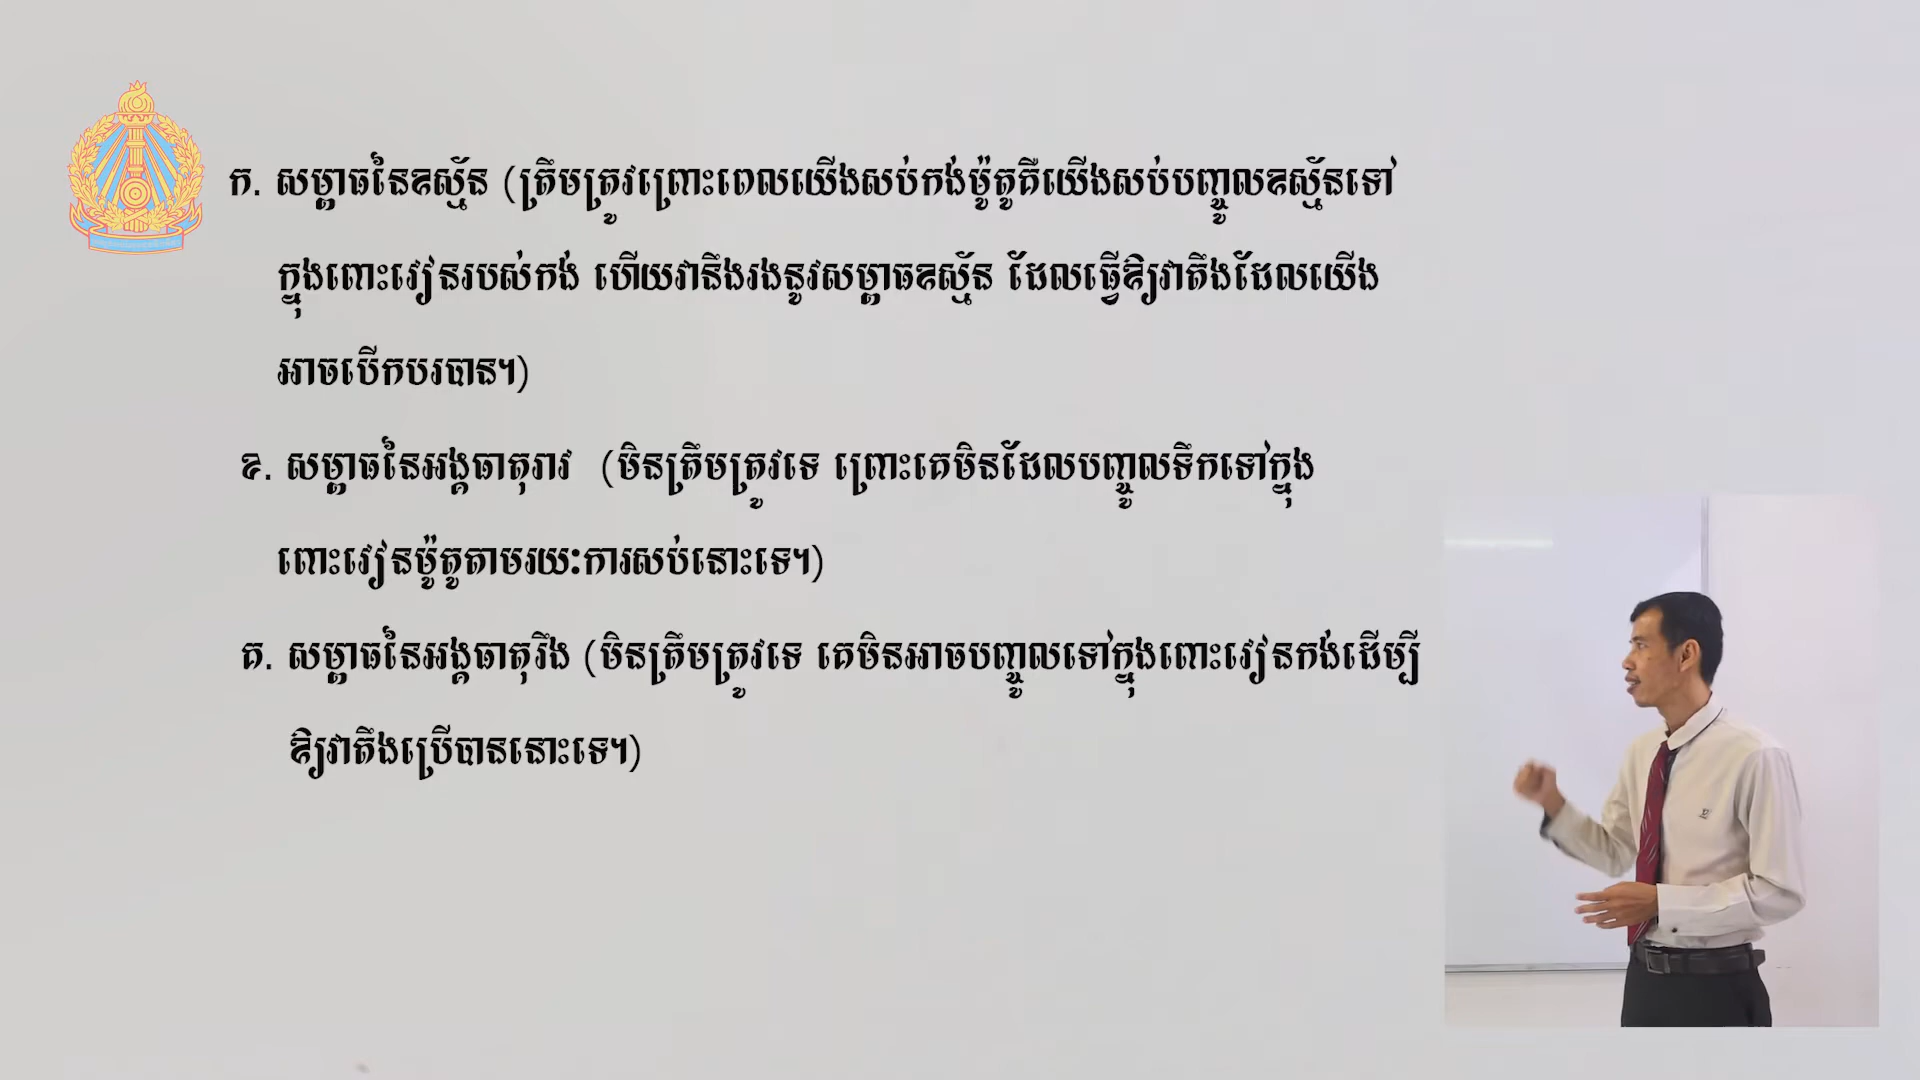 ក. សម្ពាធនៃឧស្ម័ន (ត្រឹមត្រូវព្រោះពេលយើងសប់កង់ម៉ូតូគឺយើងសប់បញ្ចូលឧស្ម័នទៅ
ក្នុងពោះវៀនរបស់កង់ ហើយវានឹងរងនូវសម្ពាធឧស្ម័ន ដែលធ្វើឱ្យវាតឹងដែលយើង
អាចបើកបរបាន។)
ខ. សម្ពាធនៃអង្គធាតុរាវ (មិនត្រឹមត្រូវទេ ព្រោះគេមិនដែលបញ្ចូលទឹកទៅក្នុង
ពោះវៀនម៉ូតូតាមរយៈការសប់នោះទេ។)
គ. សម្ពាធនៃអង្គធាតុរឹង (មិនត្រឹមត្រូវទេ គេមិនអាចបញ្ចូលទៅក្នុងពោះវៀនកង់ដើម្បី
ឱ្យវាតឹងប្រើបាននោះទេ។)